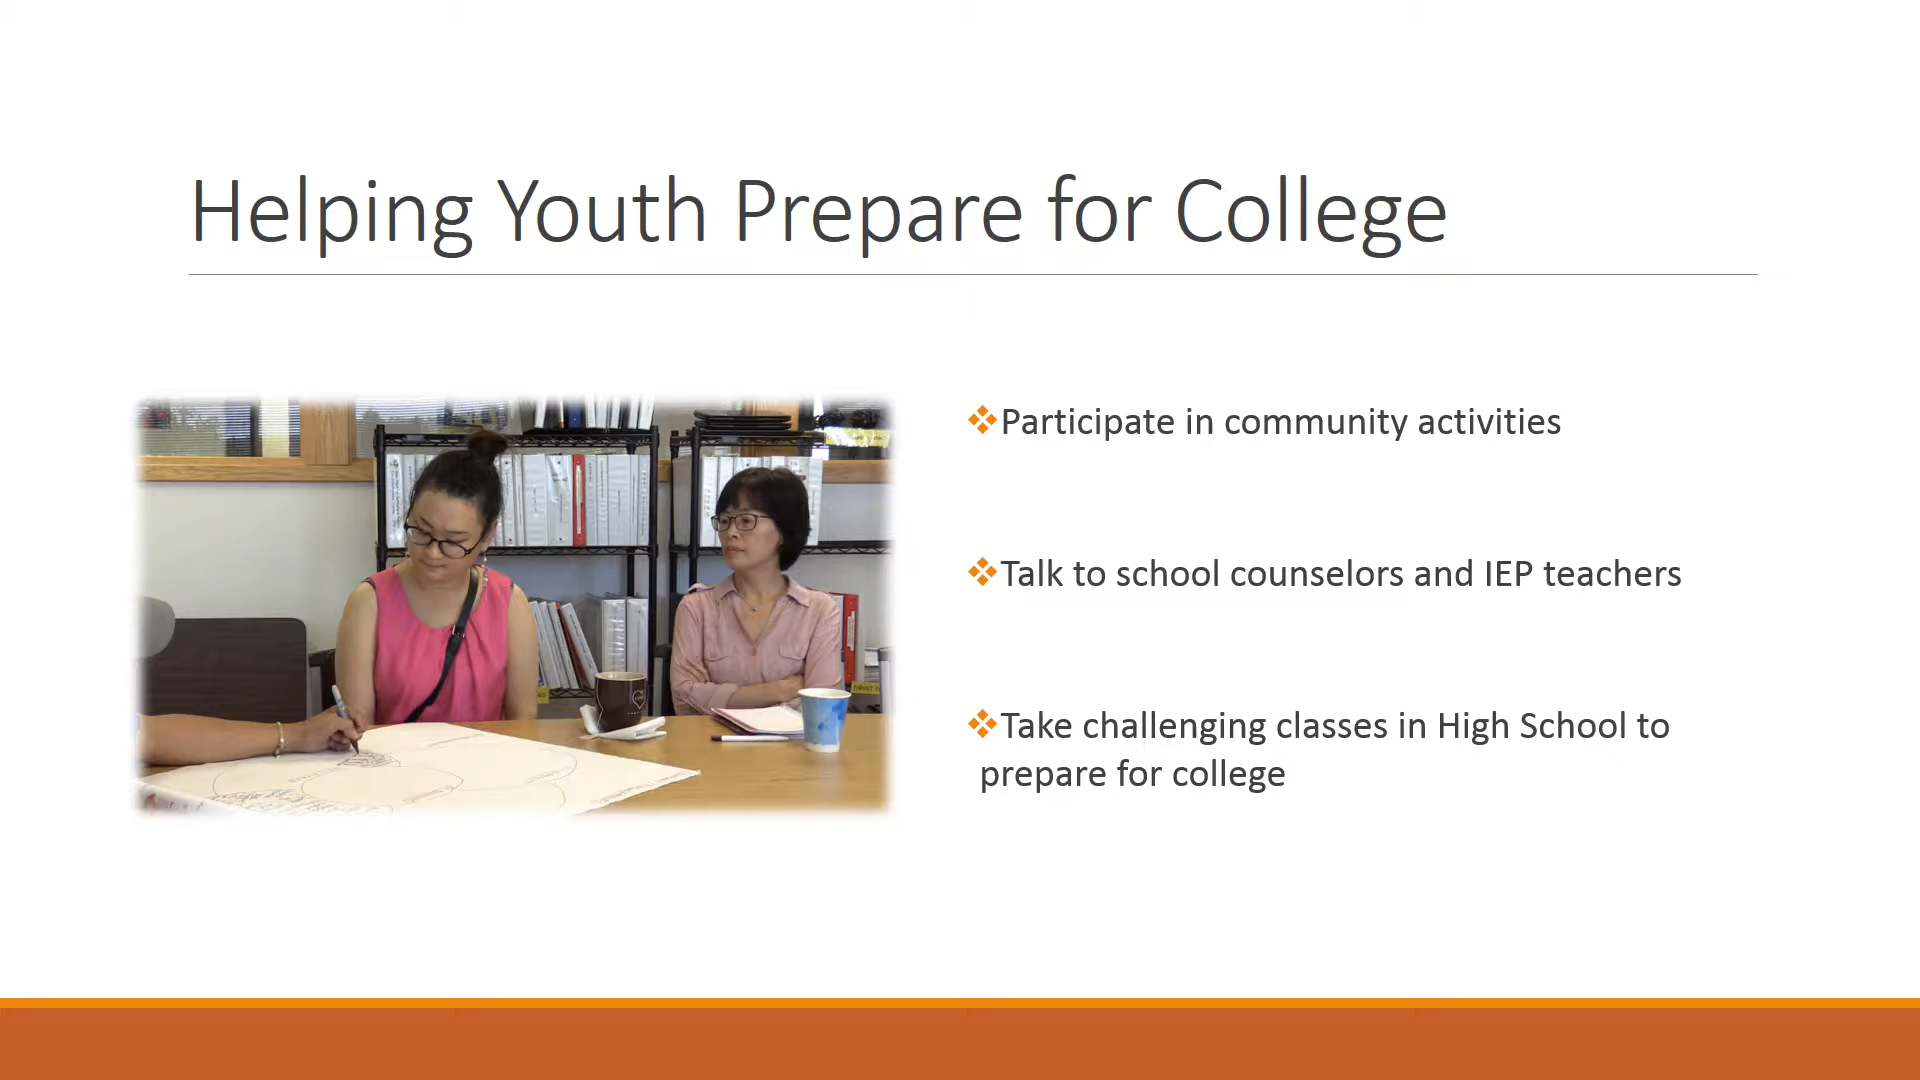 Helping Youth Prepare for College
Participate in community activities
Talk to school counselors and IEP teachers
Take challenging classes in High School to
prepare for college